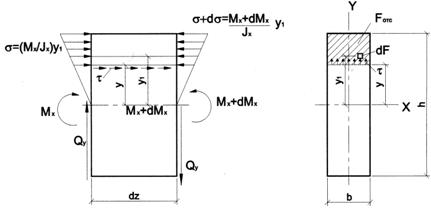 σ=(Mₓ/Jₓ)y₁
σ+dσ=(Mₓ+dMₓ)/Jₓ y₁
τ
y
y₁
Mₓ
Mₓ+dMₓ
Mₓ+dMₓ
Qy
Qy
dz
Y
Fотс
dF
τ
y₁
y
X
h
b